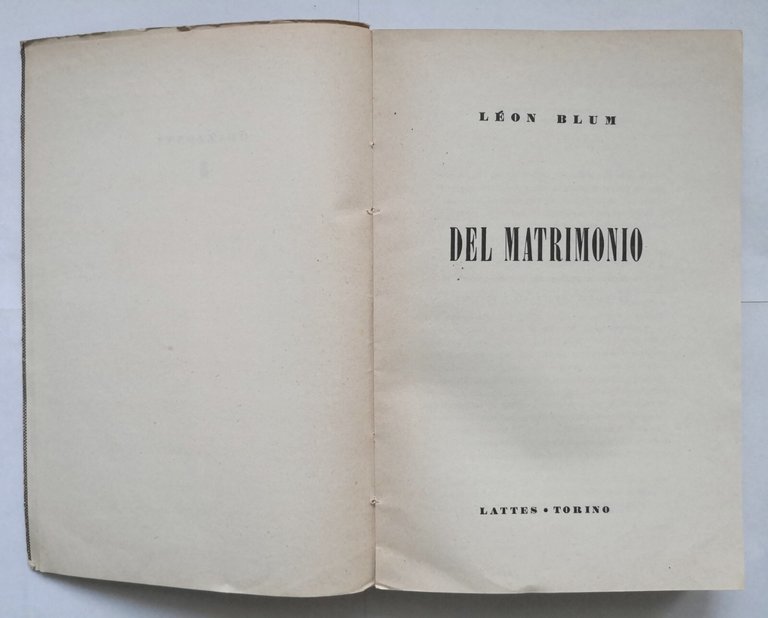 LÉON BLUM
DEL MATRIMONIO
LATTES • TORINO